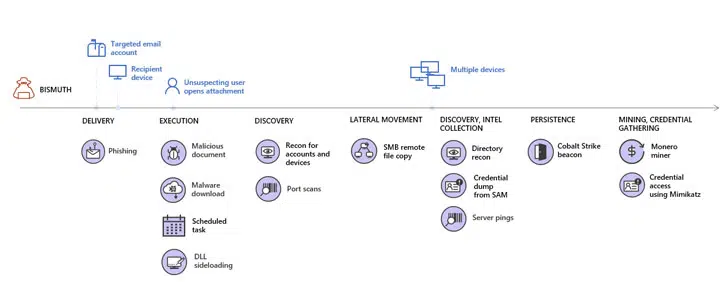 Targeted email
account
Recipient
device
Unsuspecting user
opens attachment
Multiple devices
BISMUTH
DELIVERY
Phishing
EXECUTION
Malicious
document
Malware
download
Scheduled
task
DLL
sideloading
DISCOVERY
Recon for
accounts and
devices
Port scans
LATERAL MOVEMENT
SMB remote
file copy
DISCOVERY, INTEL
COLLECTION
Directory
recon
Credential
dump
from SAM
Server pings
PERSISTENCE
Cobalt Strike
beacon
MINING, CREDENTIAL
GATHERING
Monero
miner
Credential
access
using Mimikatz